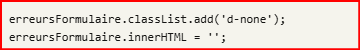 erreursFormulaire.classList.add('d-none');
erreursFormulaire.innerHTML = '';